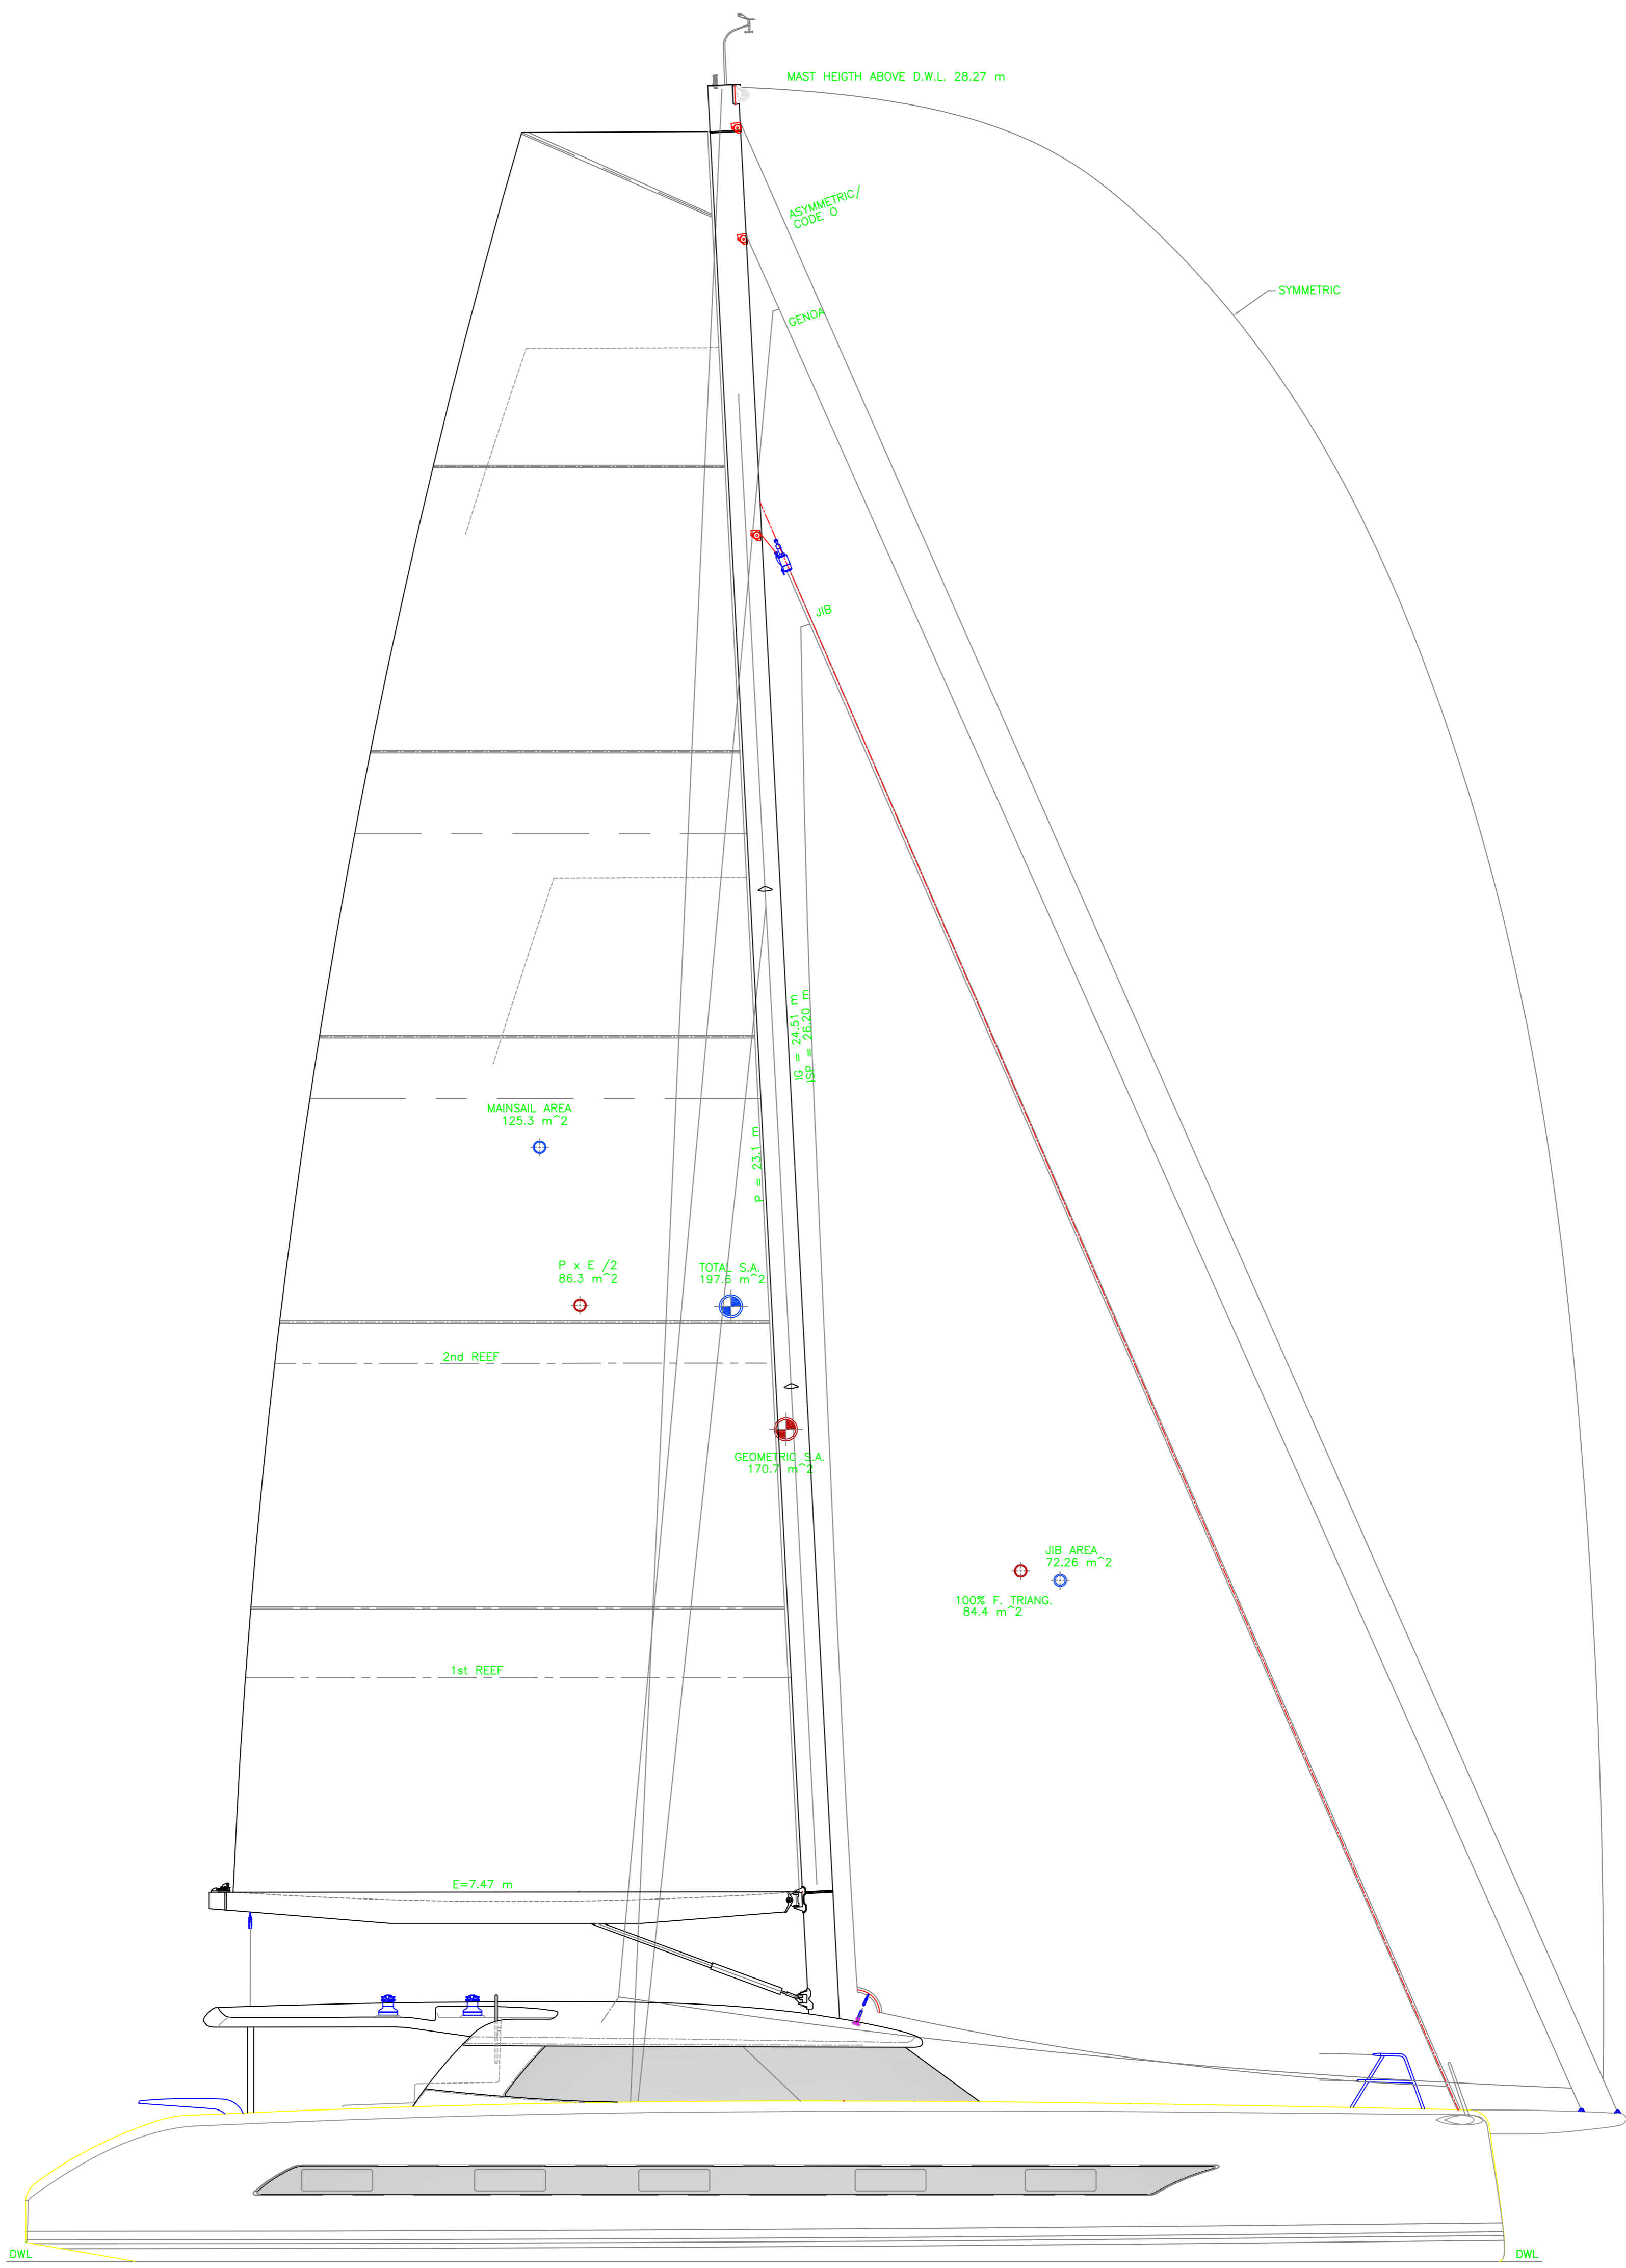 MAST HEIGTH ABOVE D.W.L. 28.27 m
ASYMMETRIC/
CODE 0
SYMMETRIC
GENOA
JIB
IG = 24.51 m
ISP = 26.20 m
MAINSAIL AREA
125.3 m^2
P = 23.1 m
P x E /2
86.3 m^2
TOTAL S.A.
197.6 m^2
2nd REEF
GEOMETRIC S.A.
170.7 m^2
JIB AREA
72.26 m^2
100% F. TRIANG.
84.4 m^2
1st REEF
E=7.47 m
DWL
DWL